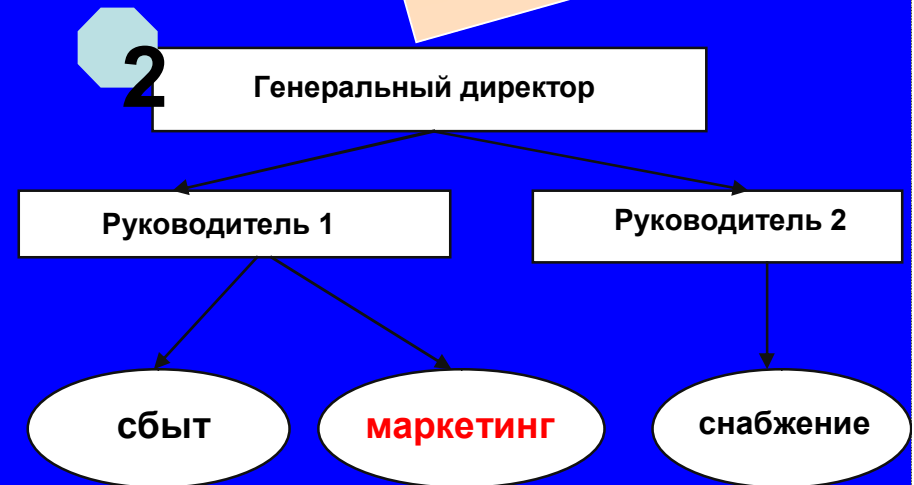 2
Генеральный директор
Руководитель 1
Руководитель 2
сбыт
маркетинг
снабжение